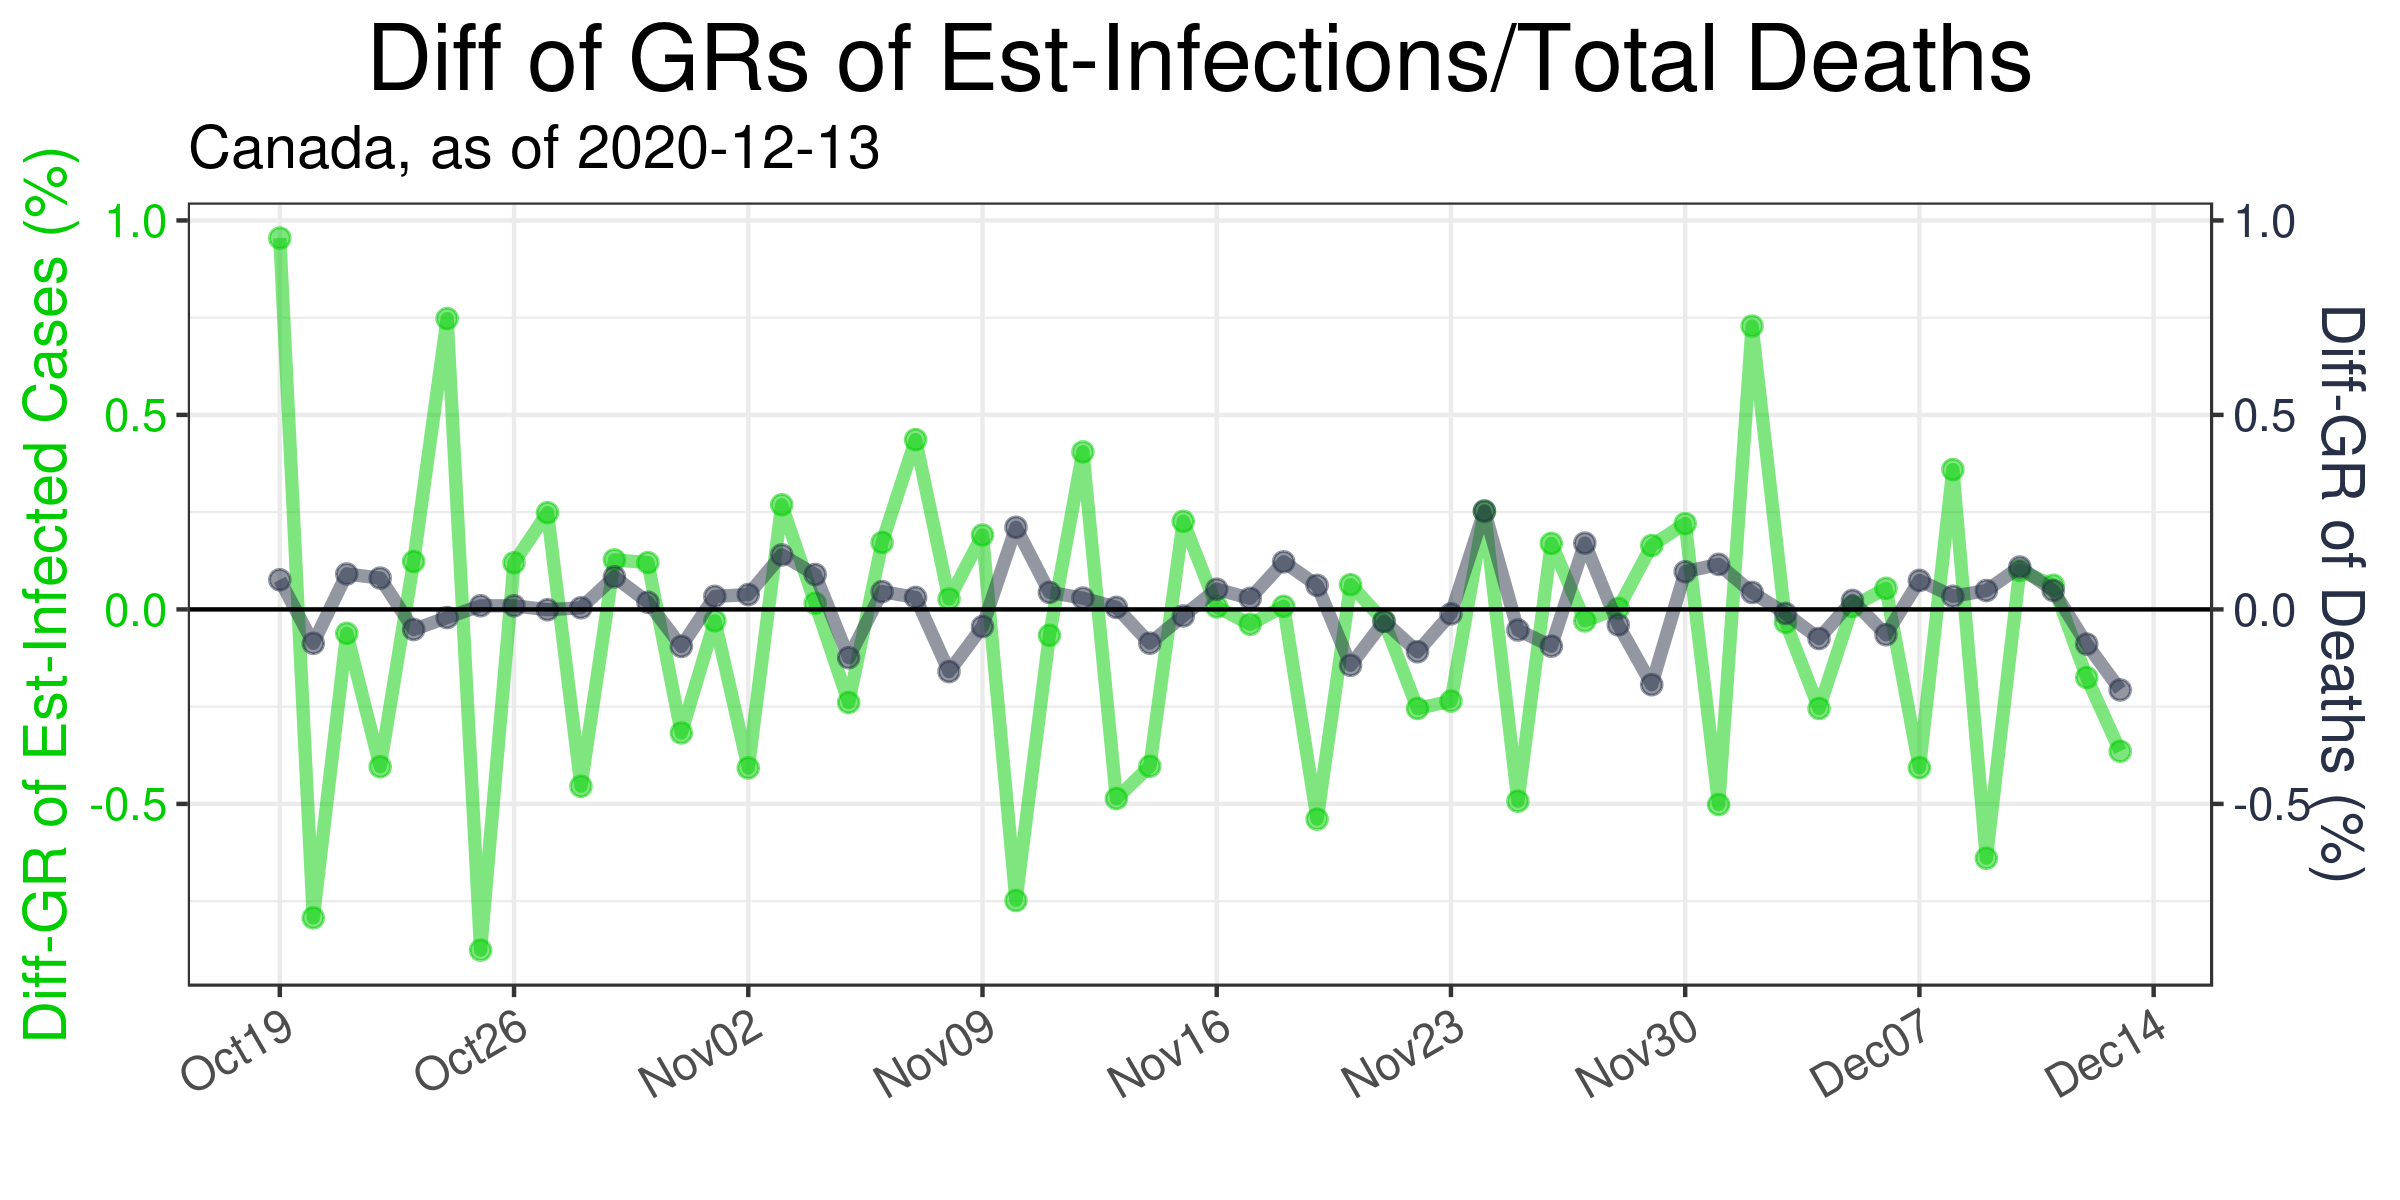 Diff of GRs of Est-Infections/Total Deaths
Canada, as of 2020-12-13
Diff-GR of Est-Infected Cases (%)
1.0
0.5
0.0
-0.5
1.0
0.5
0.0
-0.5
Diff-GR of Deaths (%)
Oct19
Oct26
Nov02
Nov09
Nov16
Nov23
Nov30
Dec07
Dec14